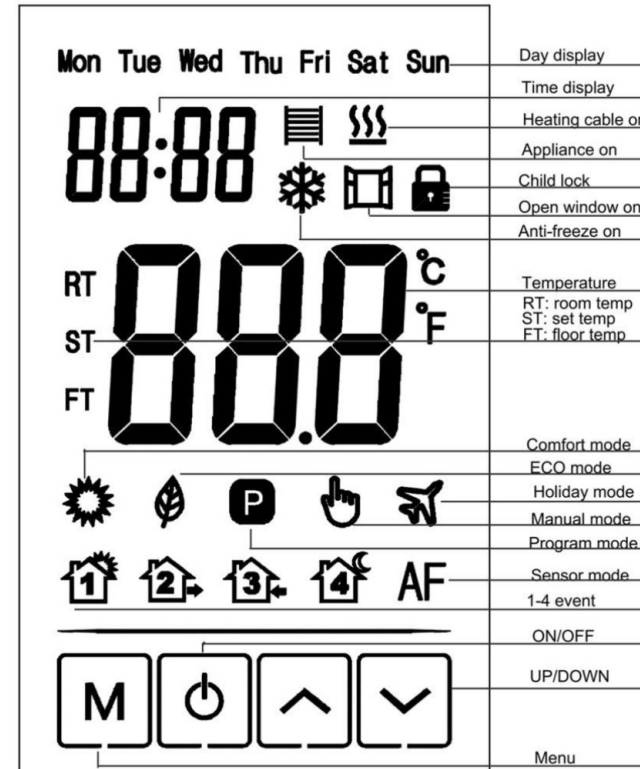 Mon Tue Wed Thu Fri Sat Sun
Day display
88:88
Time display
Heating cable on
Appliance on
Child lock
Open window on
Anti-freeze on
RT
ST
FT
88.8
°C
°F
Temperature
RT: room temp
ST: set temp
FT: floor temp
Comfort mode
ECO mode
P
Holiday mode
Manual mode
Program mode
1 2 3 4 AF
Sensor mode
1-4 event
ON/OFF
M
UP/DOWN
Menu